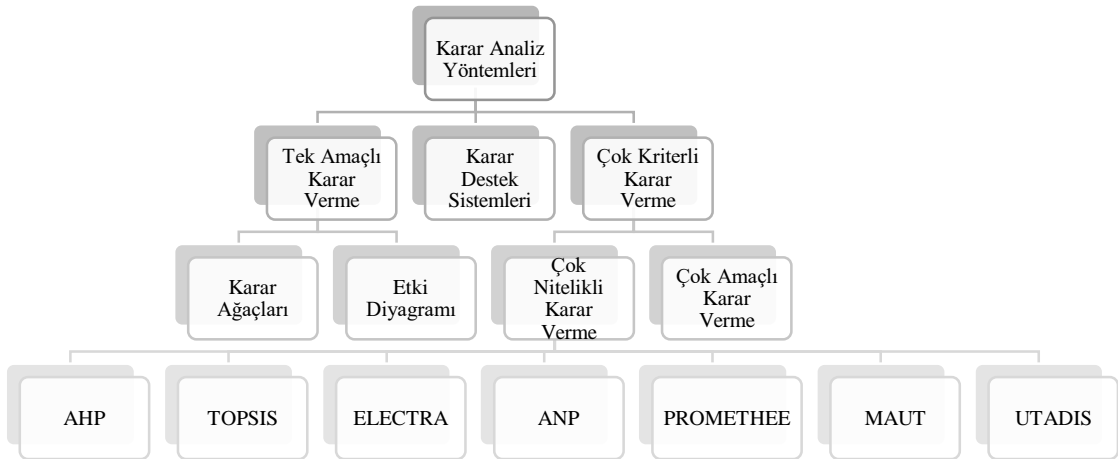 Karar Analiz
Yöntemleri
Tek Amaçlı
Karar
Verme
Karar
Destek
Sistemleri
Çok Kriterli
Karar
Verme
Karar
Ağaçları
Etki
Diyagramı
Çok
Nitelikli
Karar
Verme
Çok Amaçlı
Karar
Verme
AHP
TOPSIS
ELECTRA
ANP
PROMETHEE
MAUT
UTADIS